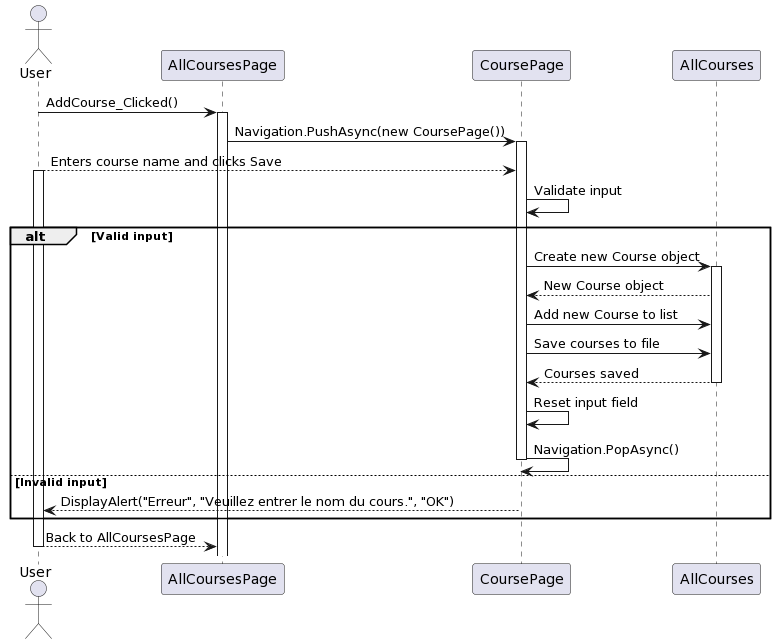 User
AllCoursesPage
CoursePage
AllCourses
AddCourse_Clicked()
Navigation.PushAsync(new CoursePage())
Enters course name and clicks Save
Validate input
alt
[Valid input]
Create new Course object
New Course object
Add new Course to list
Save courses to file
Courses saved
Reset input field
Navigation.PopAsync()
[Invalid input]
DisplayAlert("Erreur", "Veuillez entrer le nom du cours.", "OK")
Back to AllCoursesPage
User
AllCoursesPage
CoursePage
AllCourses